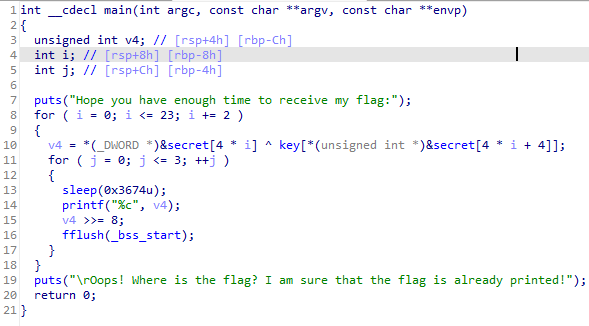 1 int __cdecl main(int argc, const char **argv, const char **envp)
2 {
3   unsigned int v4; // [rsp+4h] [rbp-Ch]
4   int i; // [rsp+8h] [rbp-8h]
5   int j; // [rsp+Ch] [rbp-4h]
6
7   puts("Hope you have enough time to receive my flag:");
8   for ( i = 0; i <= 23; i += 2 )
9   {
10     v4 = *(_DWORD *)&secret[4 * i] ^ key[*(unsigned int *)&secret[4 * i + 4]];
11     for ( j = 0; j <= 3; ++j )
12     {
13       sleep(0x3674u);
14       printf("%c", v4);
15       v4 >>= 8;
16       fflush(_bss_start);
17     }
18   }
19   puts("\rOops! Where is the flag? I am sure that the flag is already printed!");
20   return 0;
21 }